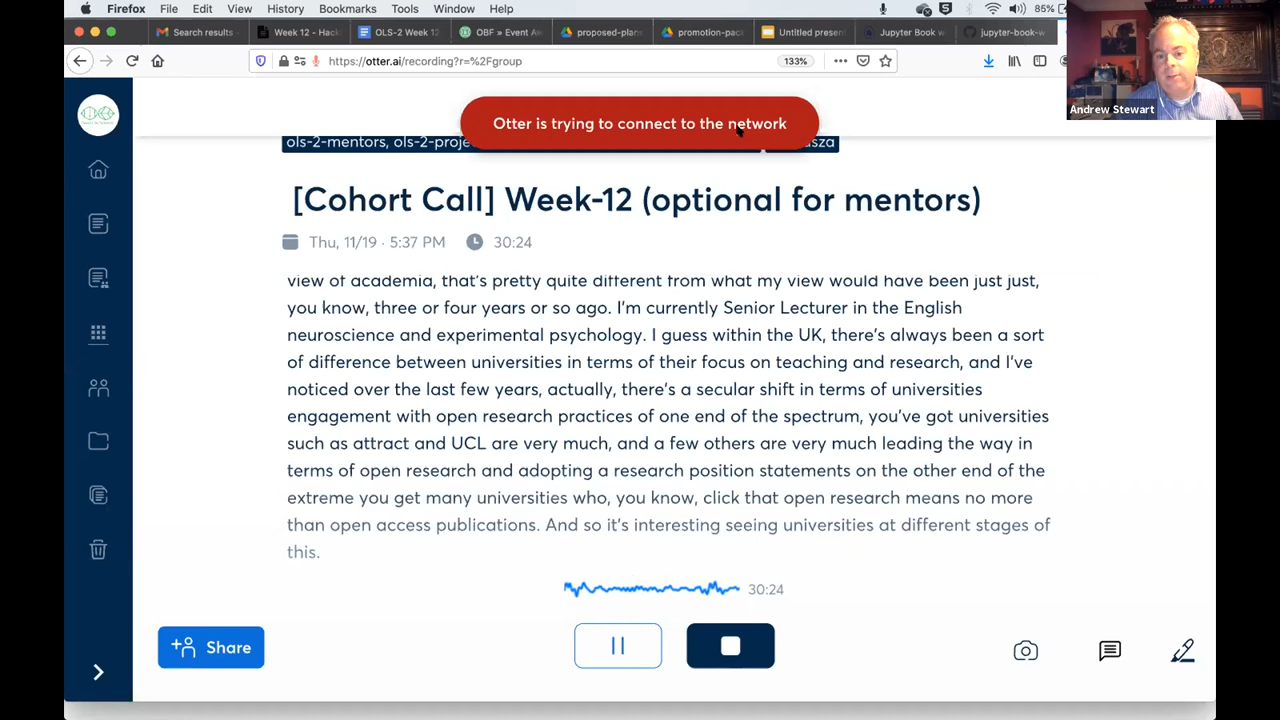 Firefox File Edit View History Bookmarks Tools Window Help 85%
Search results - Week 12 - Hack OLS-2 Week 12 OBF » Event Aw proposed-plan promotion-pac Untitled present Jupyter Book w jupyter-book-w
https://otter.ai/recording?r=%2Fgroup 133%
Andrew Stewart
Otter is trying to connect to the network
ols-2-mentors, ols-2-proje
[Cohort Call] Week-12 (optional for mentors)
Thu, 11/19 · 5:37 PM 30:24
view of academia, that's pretty quite different from what my view would have been just just,
you know, three or four years or so ago. I'm currently Senior Lecturer in the English
neuroscience and experimental psychology. I guess within the UK, there's always been a sort
of difference between universities in terms of their focus on teaching and research, and I've
noticed over the last few years, actually, there's a secular shift in terms of universities
engagement with open research practices of one end of the spectrum, you've got universities
such as attract and UCL are very much, and a few others are very much leading the way in
terms of open research and adopting a research position statements on the other end of the
extreme you get many universities who, you know, click that open research means no more
than open access publications. And so it's interesting seeing universities at different stages of
this.
30:24
Share